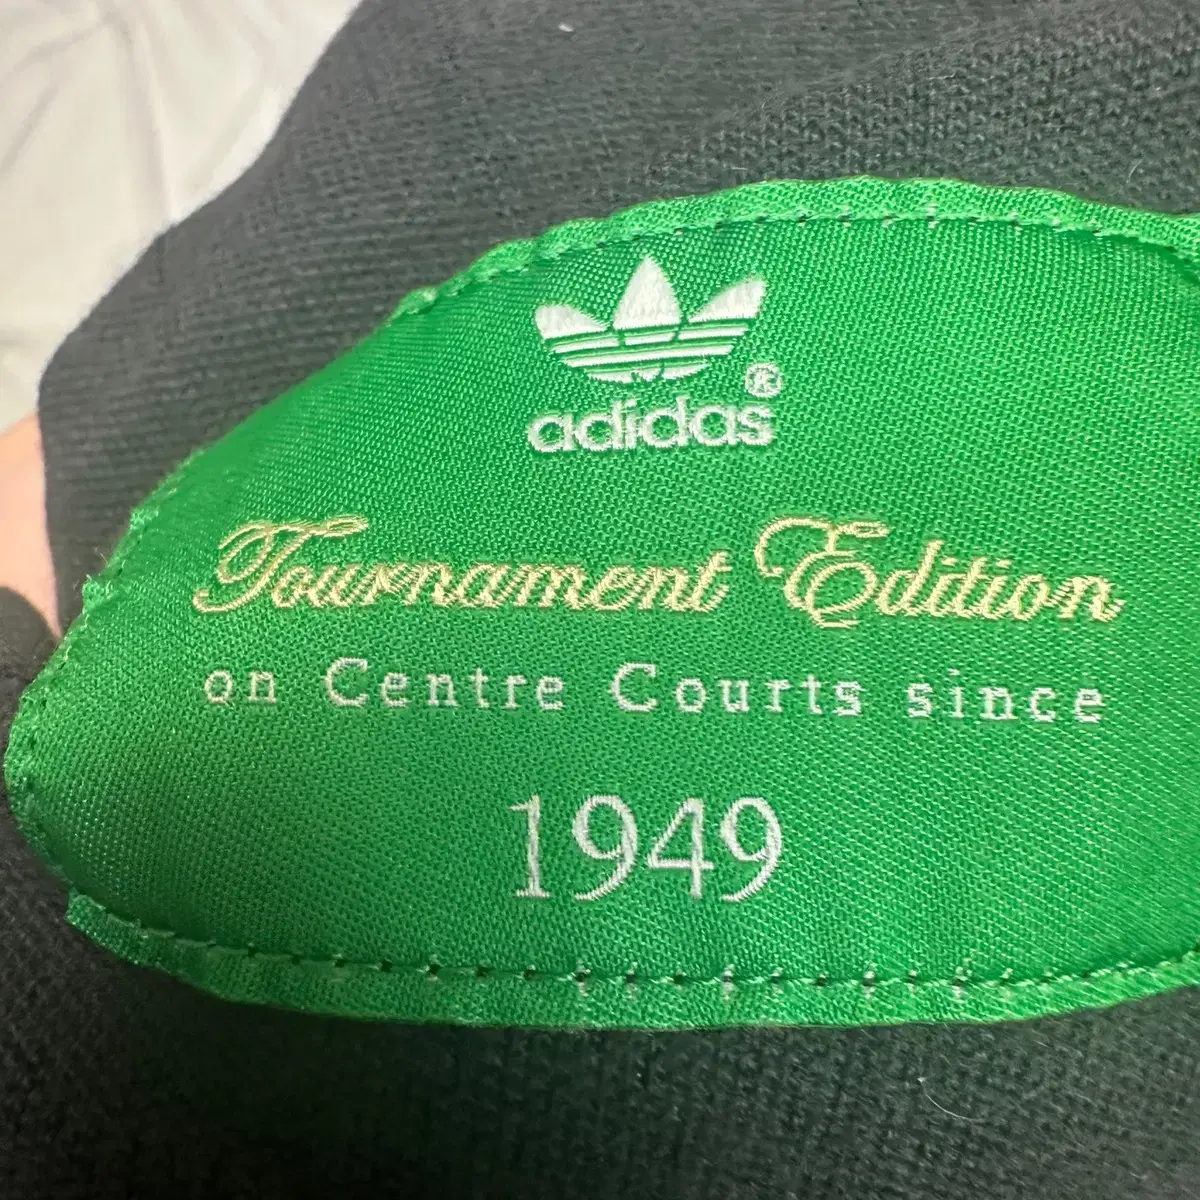 ®
adidas
Tournament Edition
on Centre Courts since
1949